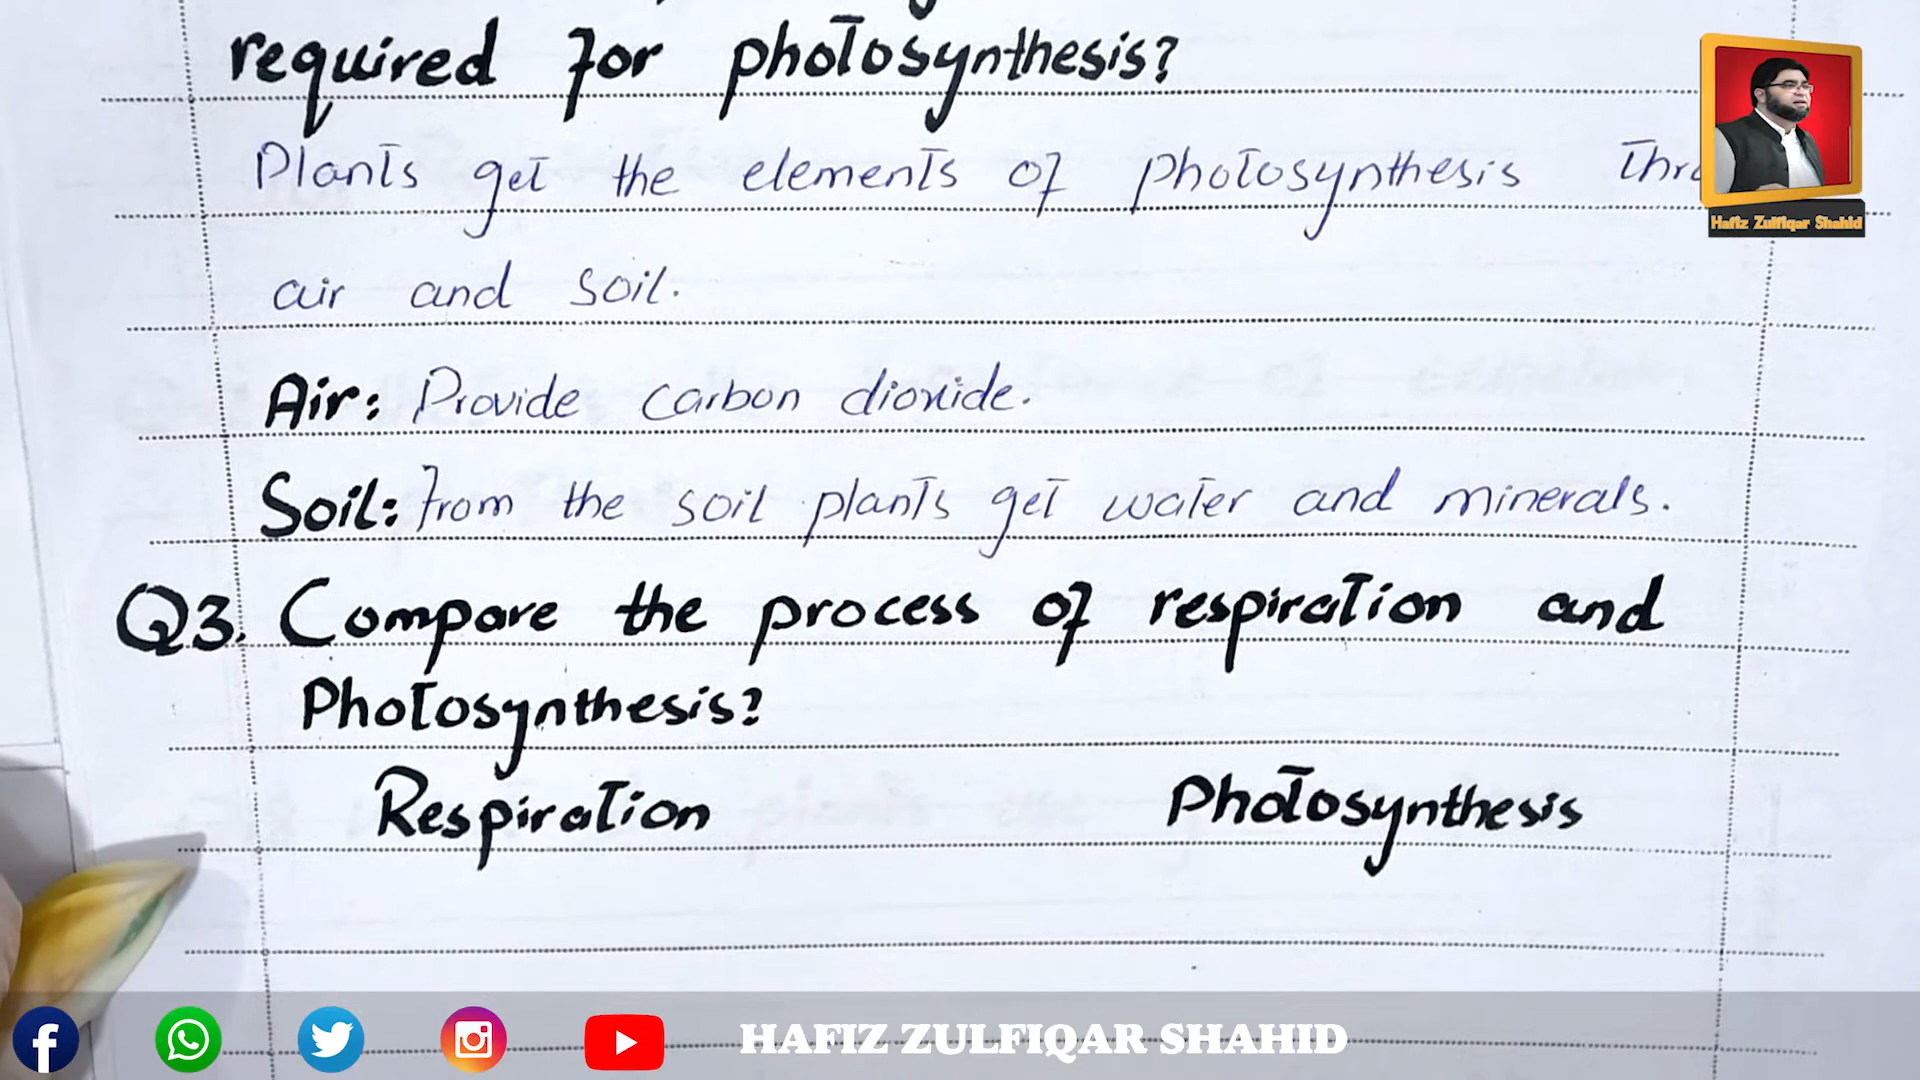 required for photosynthesis?
Plants get the elements of photosynthesis
air and soil.
Air: Provide carbon dioxide.
Soil: from the soil plants get water and minerals.
Q3. Compare the process of respiration and
Photosynthesis?
Respiration Photosynthesis
Hafiz Zulfiqar Shahid
HAFIZ ZULFIQAR SHAHID